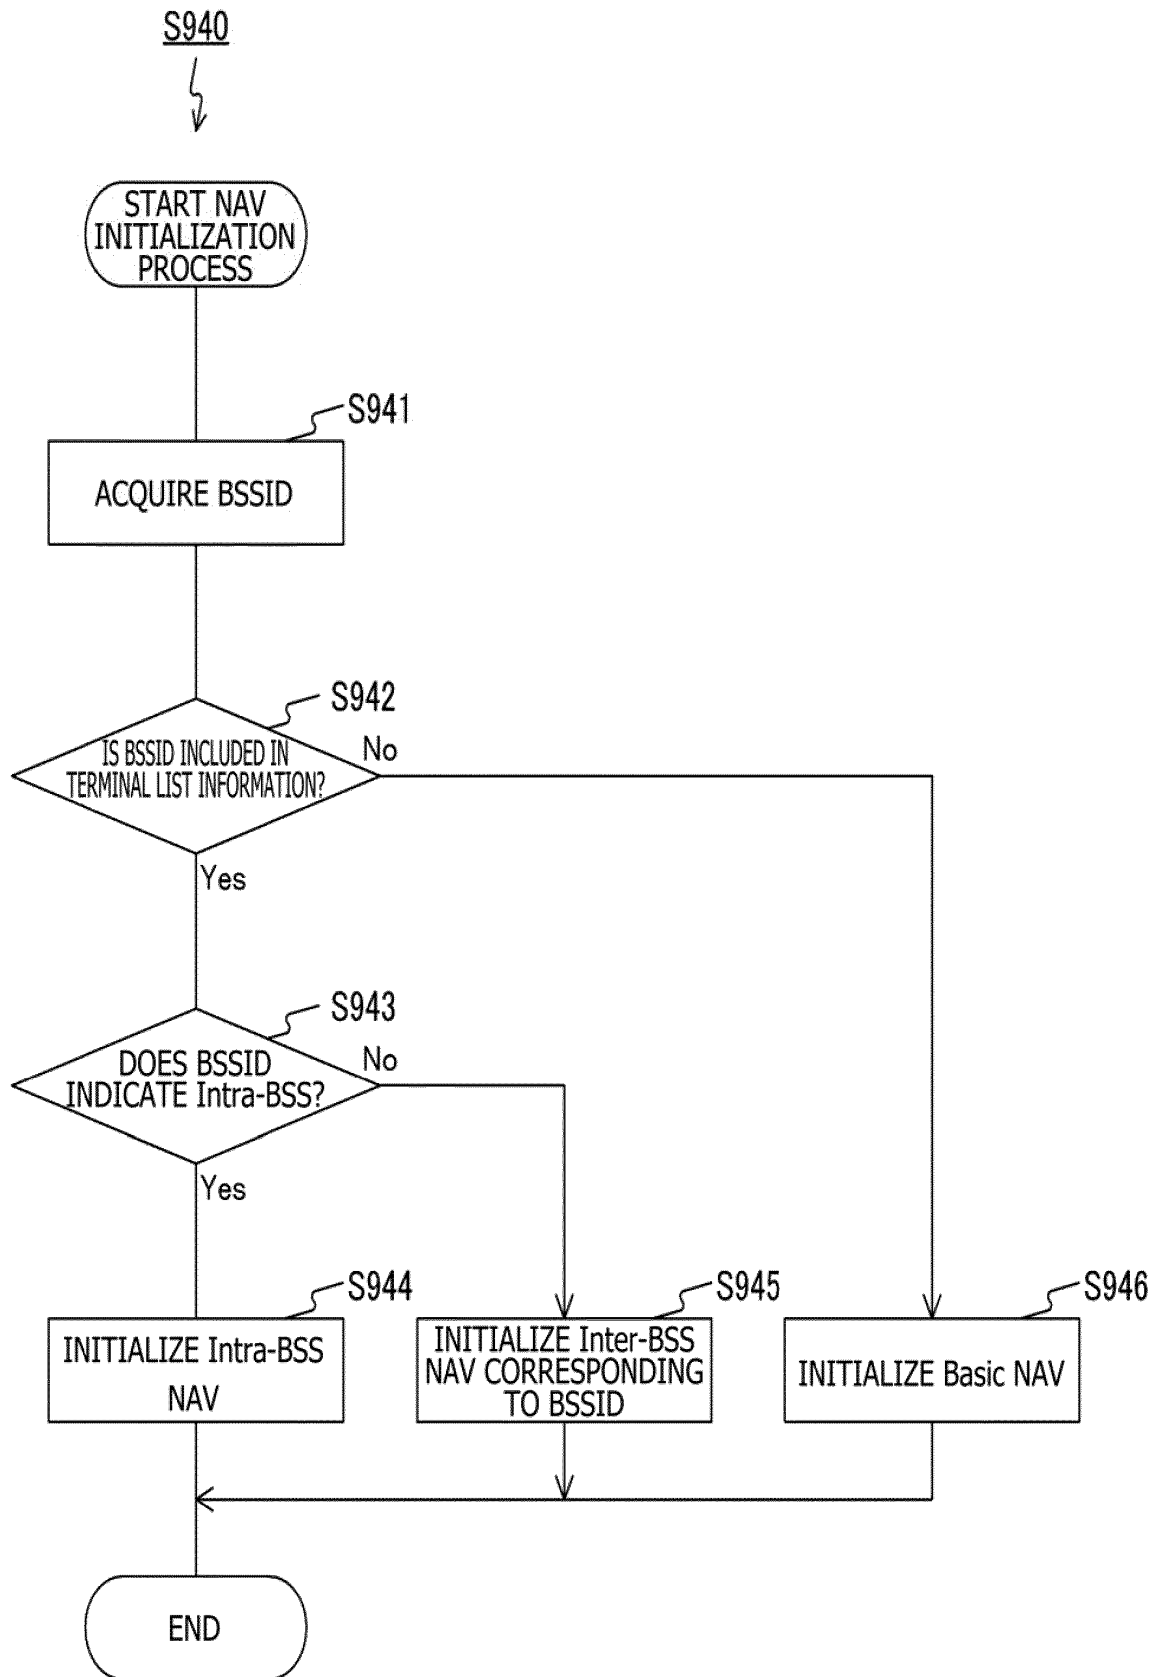 S940
START NAV
INITIALIZATION
PROCESS
S941
ACQUIRE BSSID
S942
IS BSSID INCLUDED IN
TERMINAL LIST INFORMATION?
No
Yes
S943
DOES BSSID
INDICATE Intra-BSS?
No
Yes
S944
INITIALIZE Intra-BSS
NAV
S945
INITIALIZE Inter-BSS
NAV CORRESPONDING
TO BSSID
S946
INITIALIZE Basic NAV
END